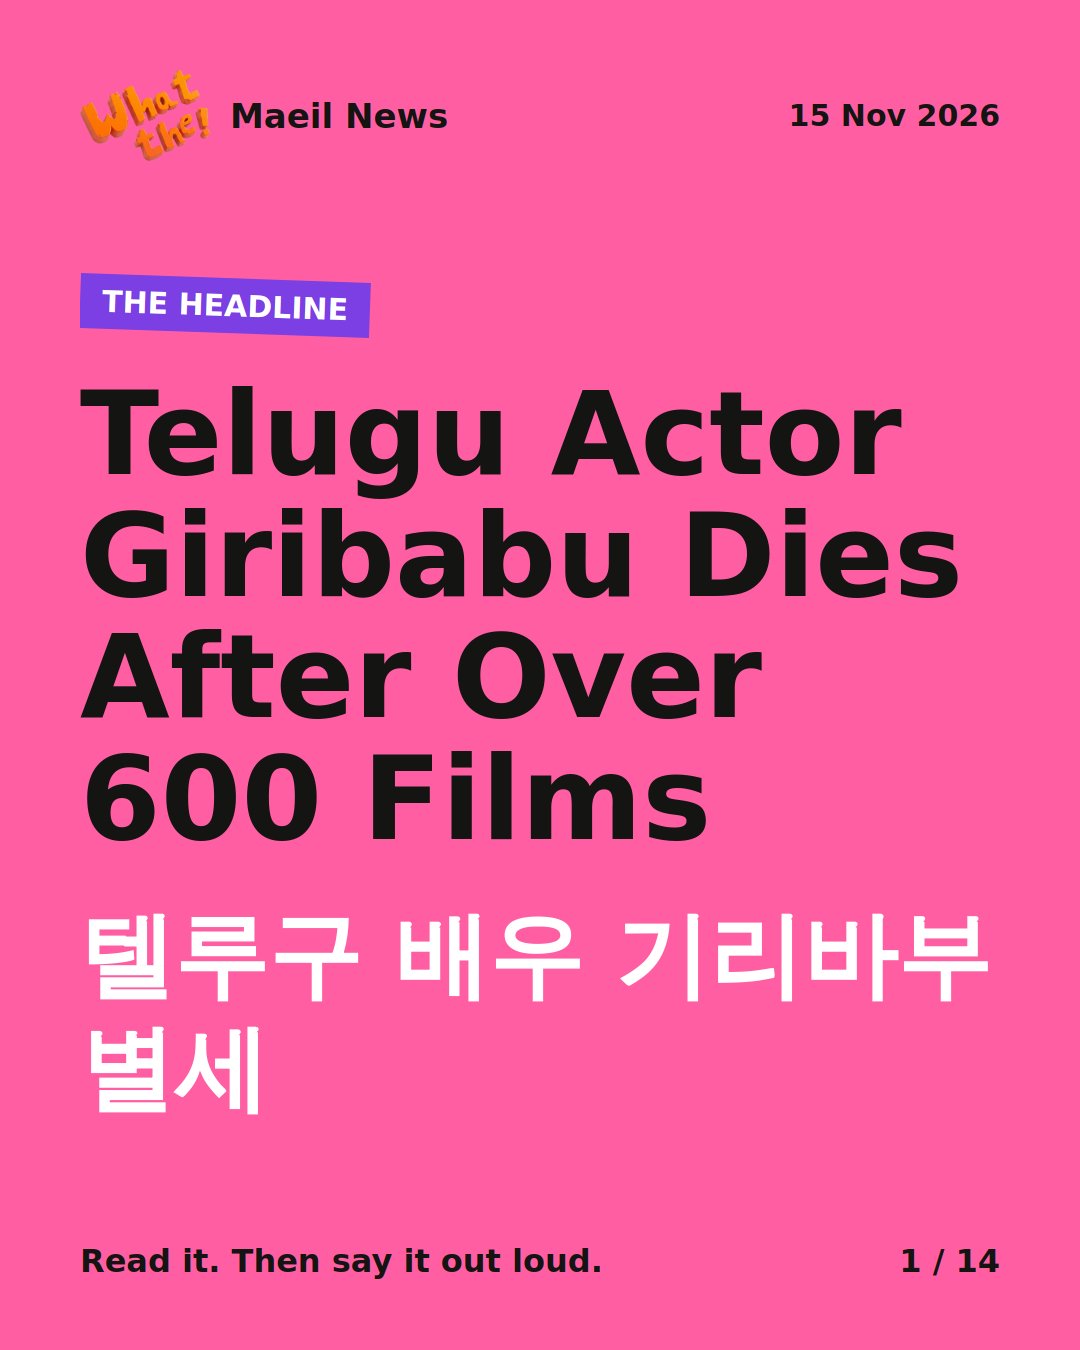 What
the!
Maeil News
15 Nov 2026
THE HEADLINE
Telugu Actor
Giribabu Dies
After Over
600 Films
텔루구 배우 기리바부
별세
Read it. Then say it out loud.
1 / 14